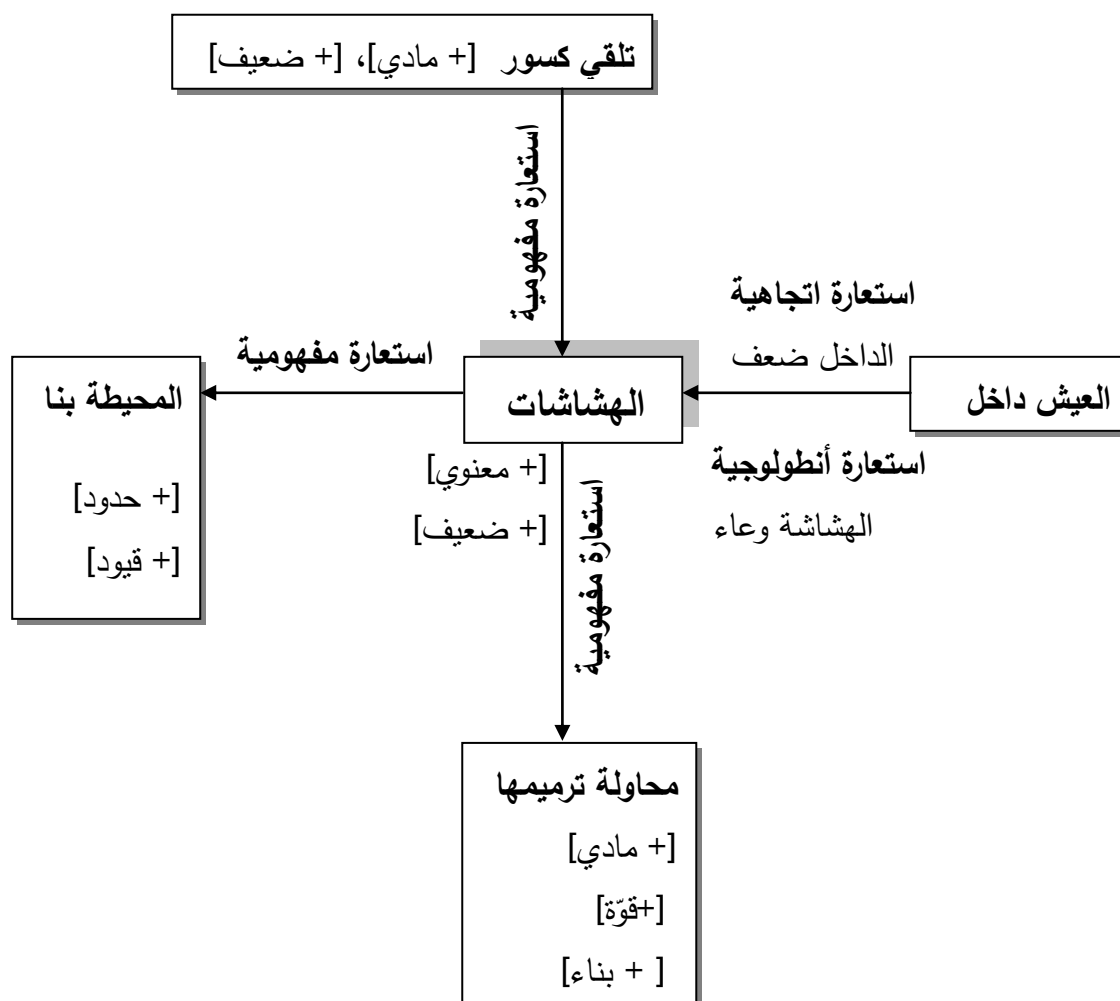 تلقي كسور [+ مادي]، [+ ضعيف]
استعارة مفهومية
استعارة اتجاهية
الداخل ضعف
العيش داخل
استعارة أنطولوجية
الهشاشة وعاء
الهشاشات
[+ معنوي]
[+ ضعيف]
استعارة مفهومية
المحيطة بنا
[+ حدود]
[+ قيود]
استعارة مفهومية
محاولة ترميمها
[+ مادي]
[+قوّة]
[ + بناء]